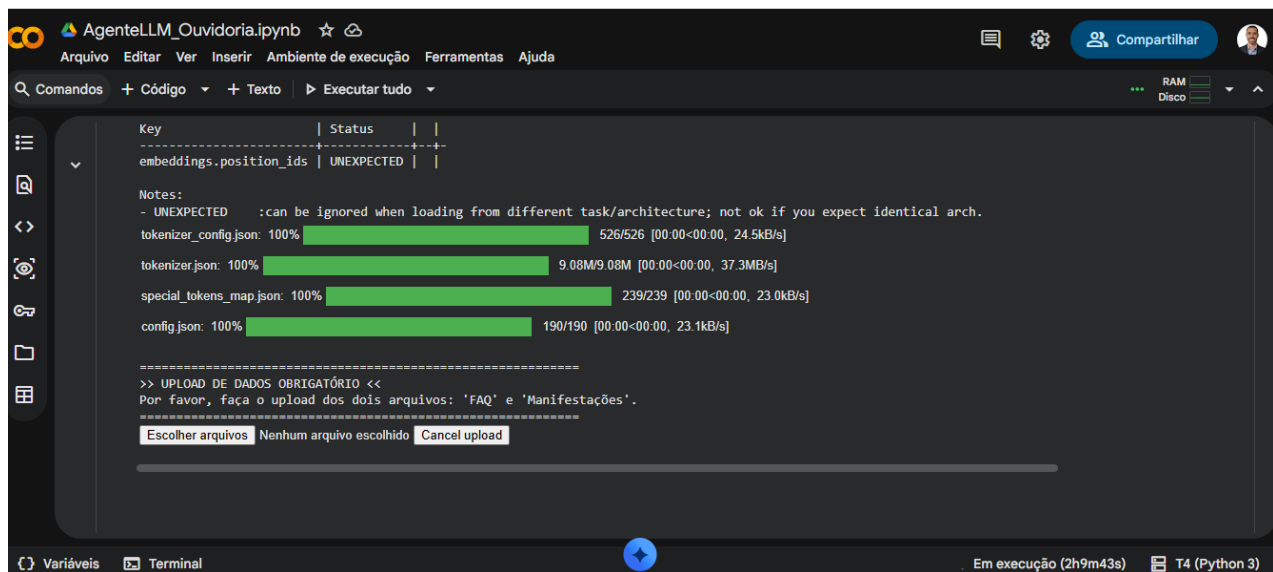 CO AgenteLLM_Ouvidoria.ipynb
Compartilhar
Arquivo Editar Ver Inserir Ambiente de execução Ferramentas Ajuda
Comandos + Código + Texto Executar tudo
RAM
Disco
Key | Status | |
------------------------+------------+--+-
embeddings.position_ids | UNEXPECTED | |
Notes:
- UNEXPECTED :can be ignored when loading from different task/architecture; not ok if you expect identical arch.
tokenizer_config.json: 100% 526/526 [00:00<00:00, 24.5kB/s]
tokenizer.json: 100% 9.08M/9.08M [00:00<00:00, 37.3MB/s]
special_tokens_map.json: 100% 239/239 [00:00<00:00, 23.0kB/s]
config.json: 100% 190/190 [00:00<00:00, 23.1kB/s]
============================================================
>> UPLOAD DE DADOS OBRIGATÓRIO <<
Por favor, faça o upload dos dois arquivos: 'FAQ' e 'Manifestações'.
============================================================
Escolher arquivos Nenhum arquivo escolhido Cancel upload
{} Variáveis Terminal Em execução (2h9m43s) T4 (Python 3)